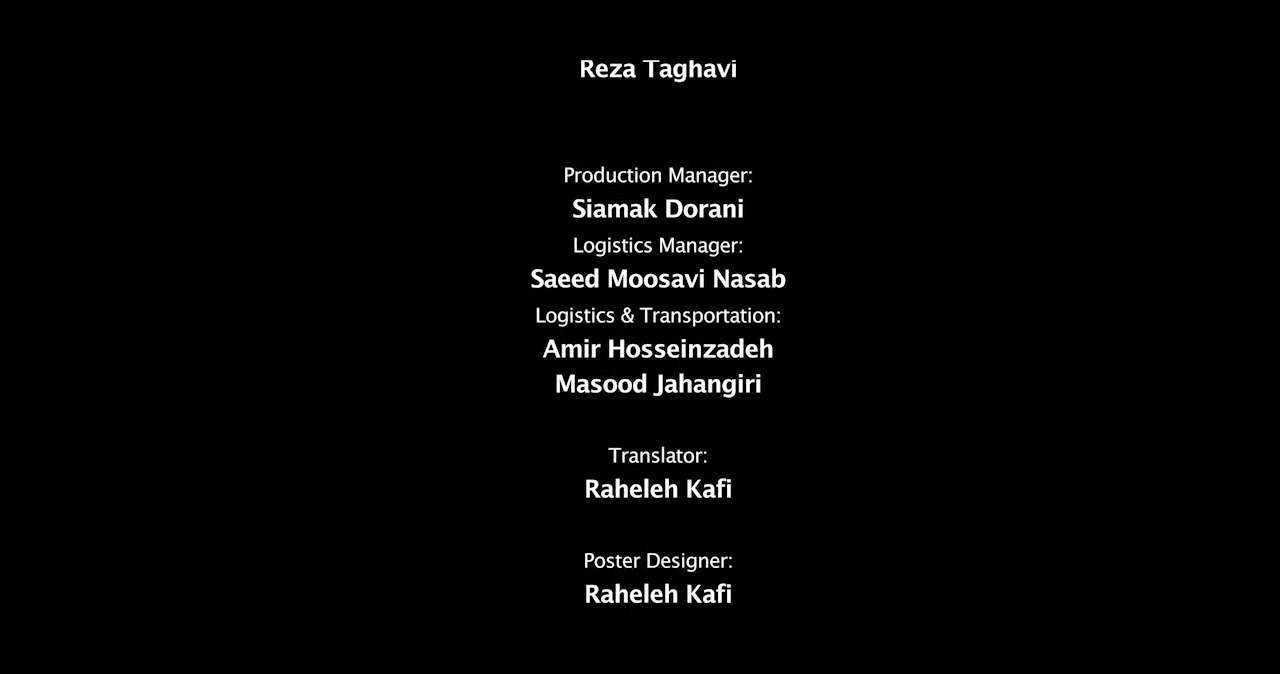 Reza Taghavi
Production Manager:
Siamak Dorani
Logistics Manager:
Saeed Moosavi Nasab
Logistics & Transportation:
Amir Hosseinzadeh
Masood Jahangiri
Translator:
Raheleh Kafi
Poster Designer:
Raheleh Kafi